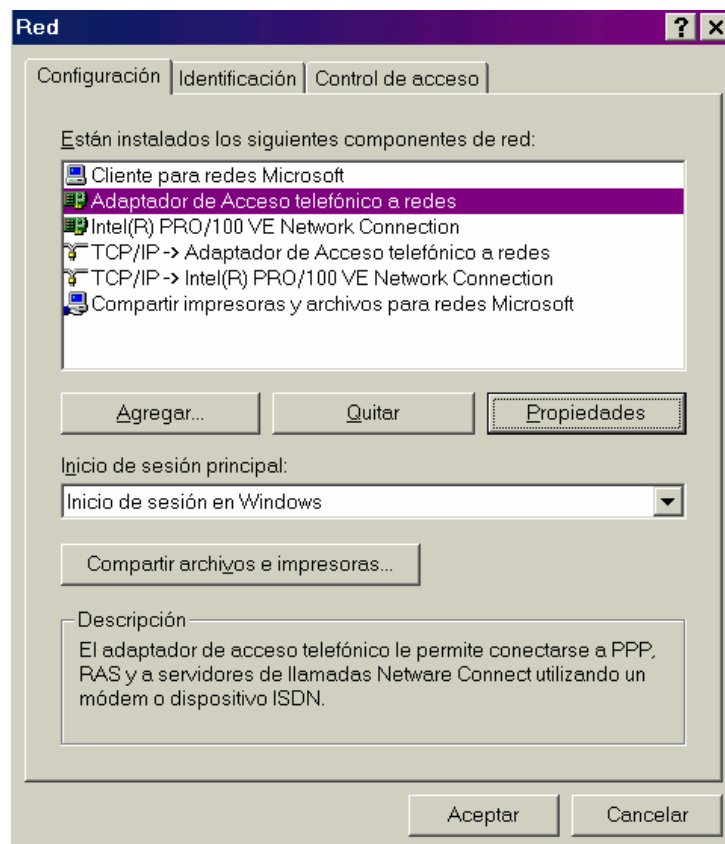 Red
Configuración Identificación Control de acceso
Están instalados los siguientes componentes de red:
Cliente para redes Microsoft
Adaptador de Acceso telefónico a redes
Intel(R) PRO/100 VE Network Connection
TCP/IP -> Adaptador de Acceso telefónico a redes
TCP/IP -> Intel(R) PRO/100 VE Network Connection
Compartir impresoras y archivos para redes Microsoft
Agregar... Quitar Propiedades
Inicio de sesión principal:
Inicio de sesión en Windows
Compartir archivos e impresoras...
Descripción
El adaptador de acceso telefónico le permite conectarse a PPP,
RAS y a servidores de llamadas Netware Connect utilizando un
módem o dispositivo ISDN.
Aceptar Cancelar